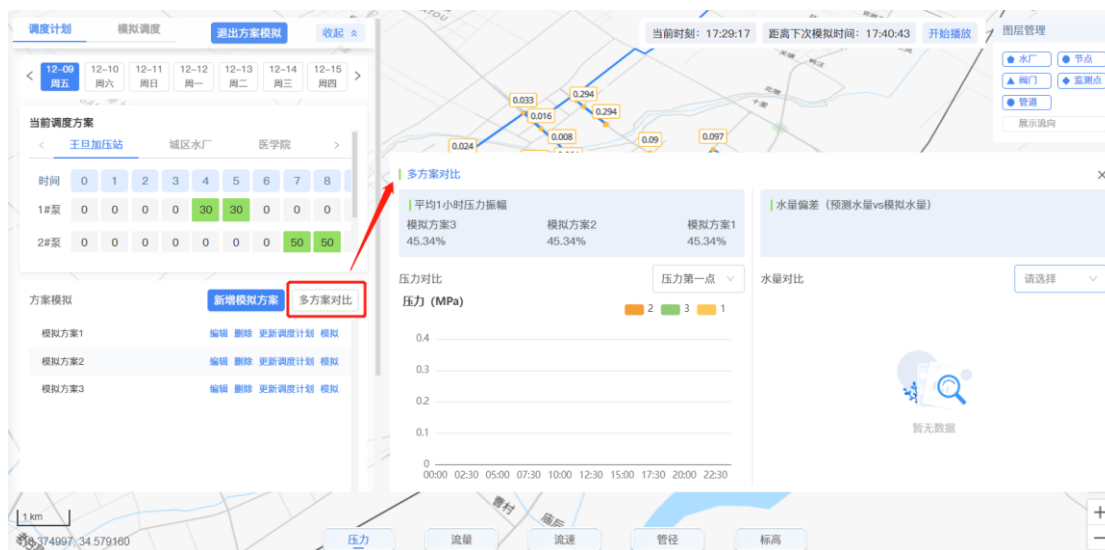 调度计划 模拟调度 退出方案模拟 收起
当前时刻：17:29:17 距离下次模拟时间：17:40:43 开始播放
图层管理
水厂 节点
阀门 监测点
管道
展示流向
12-09 12-10 12-11 12-12 12-13 12-14 12-15
周五 周六 周日 周一 周二 周三 周四
当前调度方案
王旦加压站 城区水厂 医学院
时间 0 1 2 3 4 5 6 7 8
1#泵 0 0 0 0 30 30 0 0 0
2#泵 0 0 0 0 0 0 0 50 50
方案模拟 新增模拟方案 多方案对比
模拟方案1 编辑 删除 更新调度计划 模拟
模拟方案2 编辑 删除 更新调度计划 模拟
模拟方案3 编辑 删除 更新调度计划 模拟
0.033 0.294
0.016 0.294
0.024 0.008 0.09 0.097
多方案对比
平均1小时压力振幅
模拟方案3 模拟方案2 模拟方案1
45.34% 45.34% 45.34%
水量偏差（预测水量vs模拟水量）
压力对比 压力第一点
水量对比 请选择
压力（MPa）
2 3 1
0.4
0.3
0.2
0.1
0
00:00 02:30 05:00 07:30 10:00 12:30 15:00 17:30 20:00 22:30
暂无数据
曹村
庙后
1 km
374997, 34.579160
压力 流量 流速 管径 标高